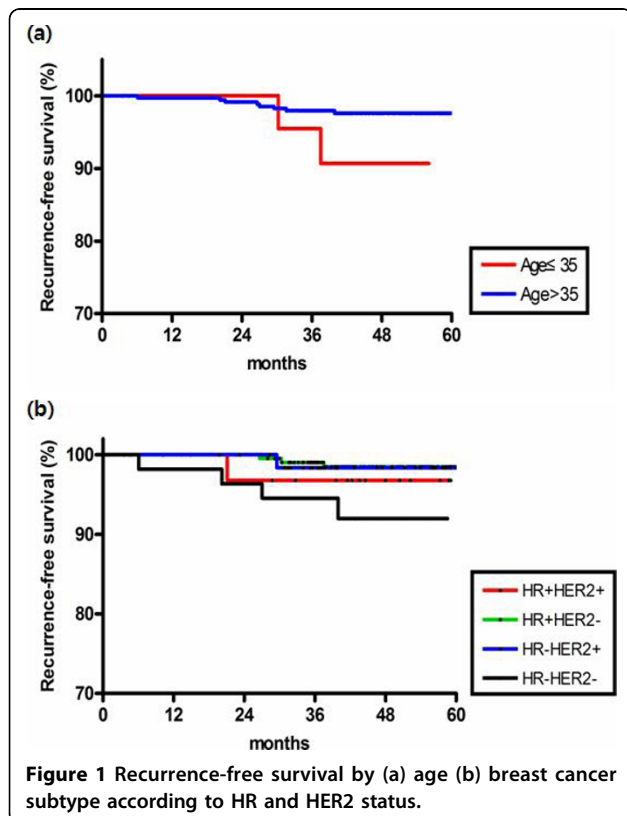 (a)
Recurrence-free survival (%)
100
90
80
70
0 12 24 36 48 60
months
Age≤ 35
Age>35
(b)
Recurrence-free survival (%)
100
90
80
70
0 12 24 36 48 60
months
HR+HER2+
HR+HER2-
HR-HER2+
HR-HER2-
Figure 1 Recurrence-free survival by (a) age (b) breast cancer
subtype according to HR and HER2 status.